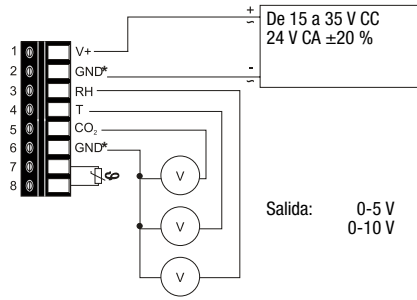 +
~
De 15 a 35 V CC
24 V CA ±20 %
-
~
1 V+
2 GND*
3 RH
4 T
5 CO₂
6 GND*
7
8
V
V
V
Salida: 0-5 V
0-10 V